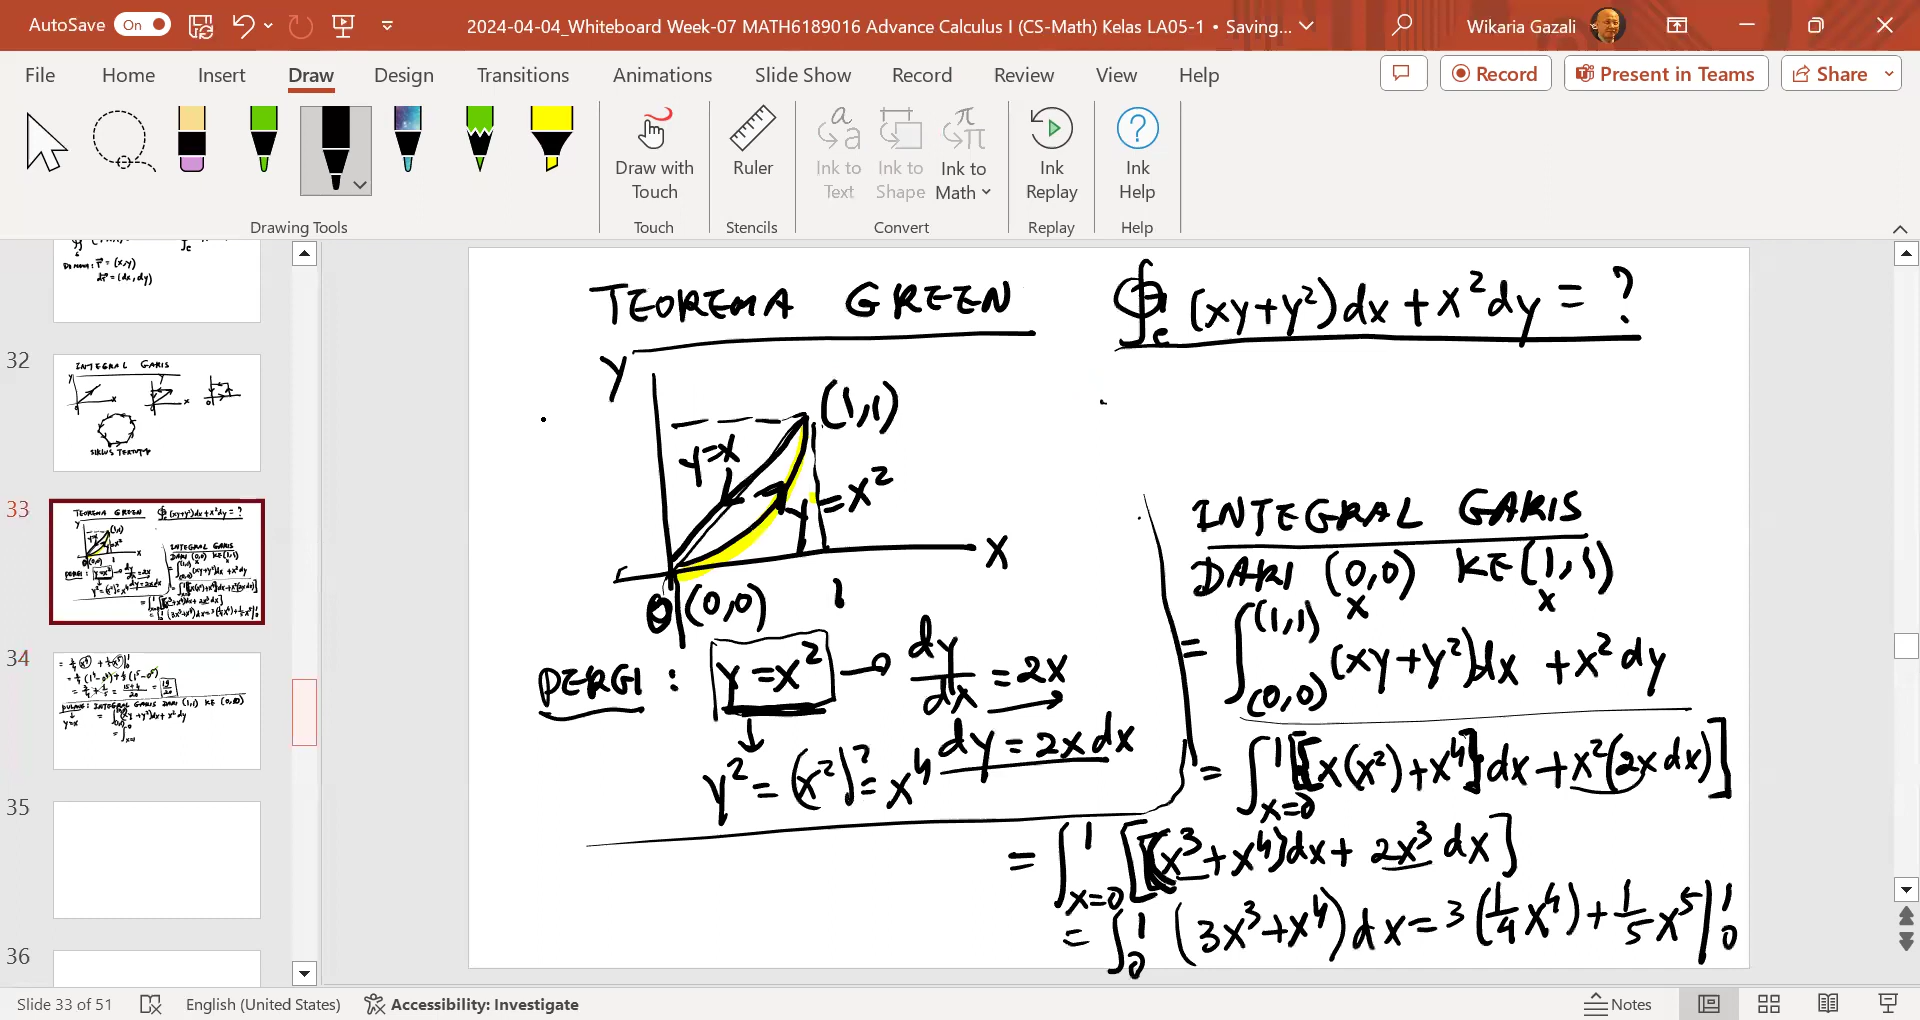 AutoSave On 2024-04-04_Whiteboard Week-07 MATH6189016 Advance Calculus I (CS-Math) Kelas LA05-1 • Saving... Wikaria Gazali
File Home Insert Draw Design Transitions Animations Slide Show Record Review View Help Record Present in Teams Share
Draw with Touch
Ruler
Ink to Text
Ink to Shape
Ink to Math
Ink Replay
Ink Help
Drawing Tools Touch Stencils Convert Replay Help
32
INTEGRAL GARIS
33
34
35
36
TEOREMA GREEN
∮c (xy+y²)dx + x²dy = ?
Y
(1,1)
y=x
y = x²
X
0 (0,0) 1
PERGI : y = x² → dy/dx = 2x
dy = 2x dx
y² = (x²)² = x⁴
INTEGRAL GARIS
DARI (0,0) KE (1,1)
x x
= ∫(0,0)(1,1) (xy+y²)dx + x²dy
= ∫x=0 1 [[x(x²)+x⁴]dx + x²(2x dx)]
= ∫x=0 1 [(x³+x⁴)dx + 2x³ dx]
= ∫0 1 (3x³+x⁴)dx = 3(1/4 x⁴) + 1/5 x⁵ |0 1
Slide 33 of 51 English (United States) Accessibility: Investigate Notes